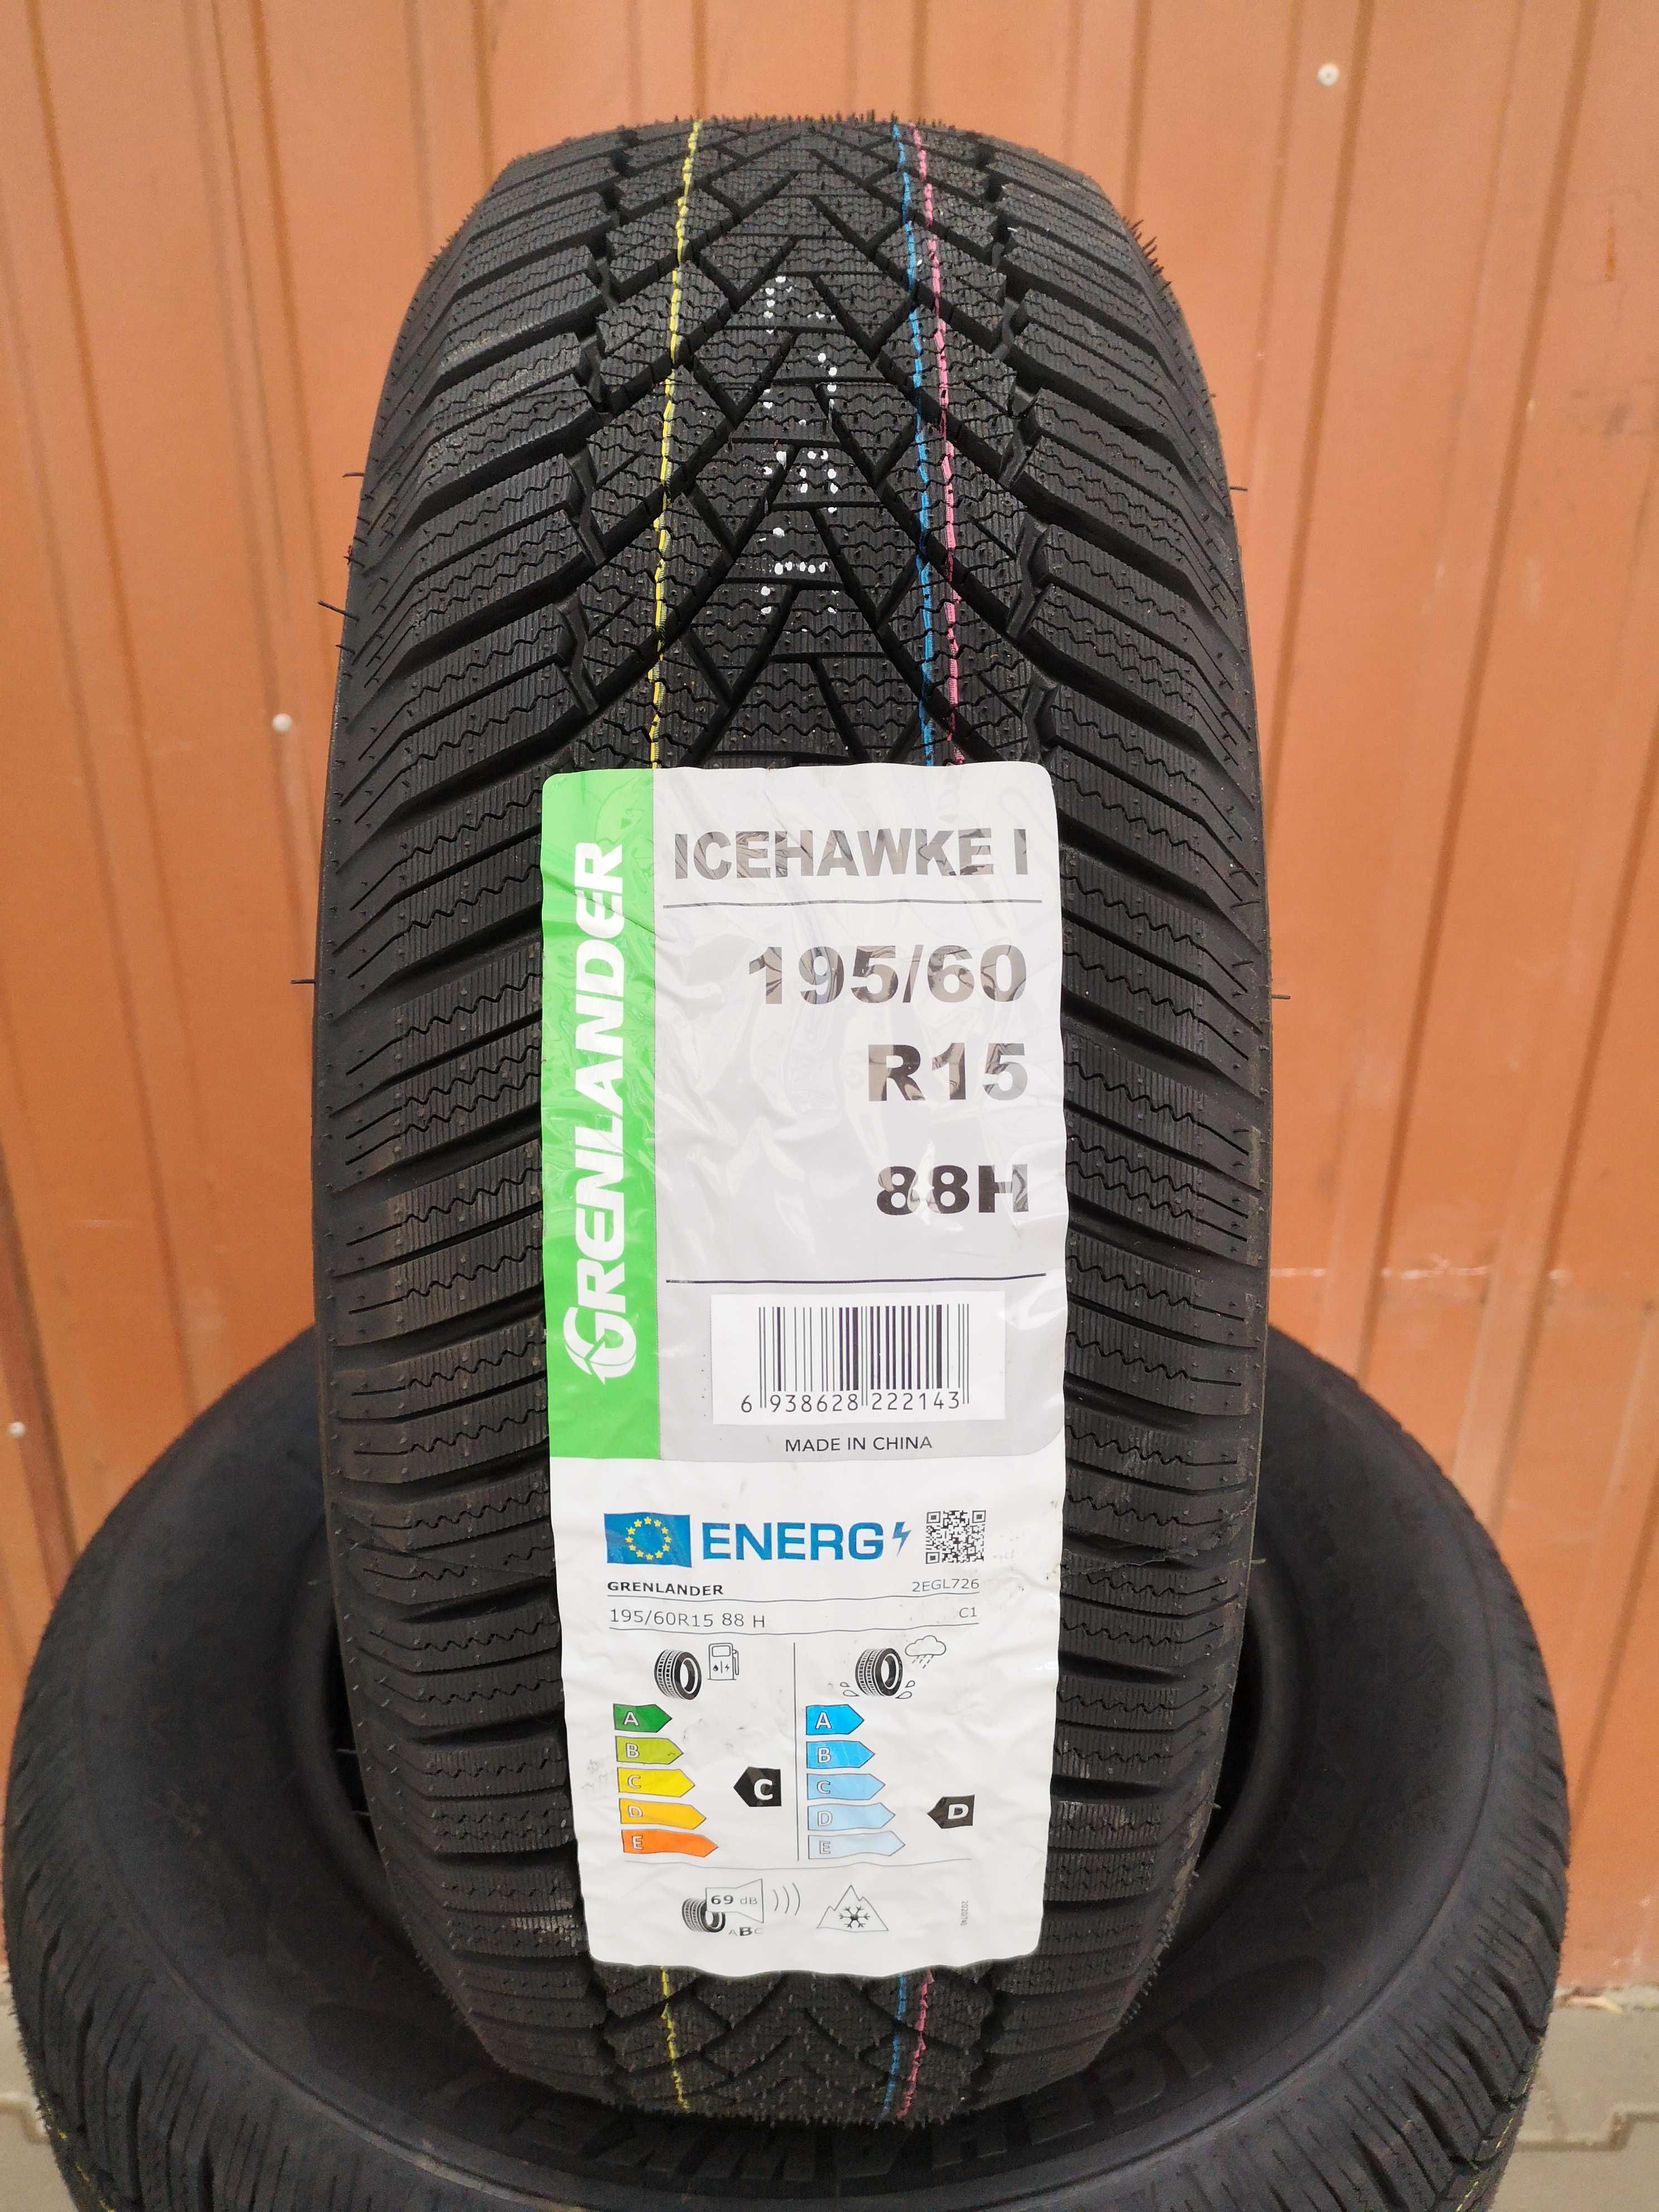 GRENLANDER
ICEHAWKE I
195/60
R15
88H
6 938628 222143
MADE IN CHINA
ENERG
GRENLANDER 2EGL726
195/60R15 88 H C1
A A
B B
C C C
D D D
E E
69 dB
ABC
ICEHAWKE